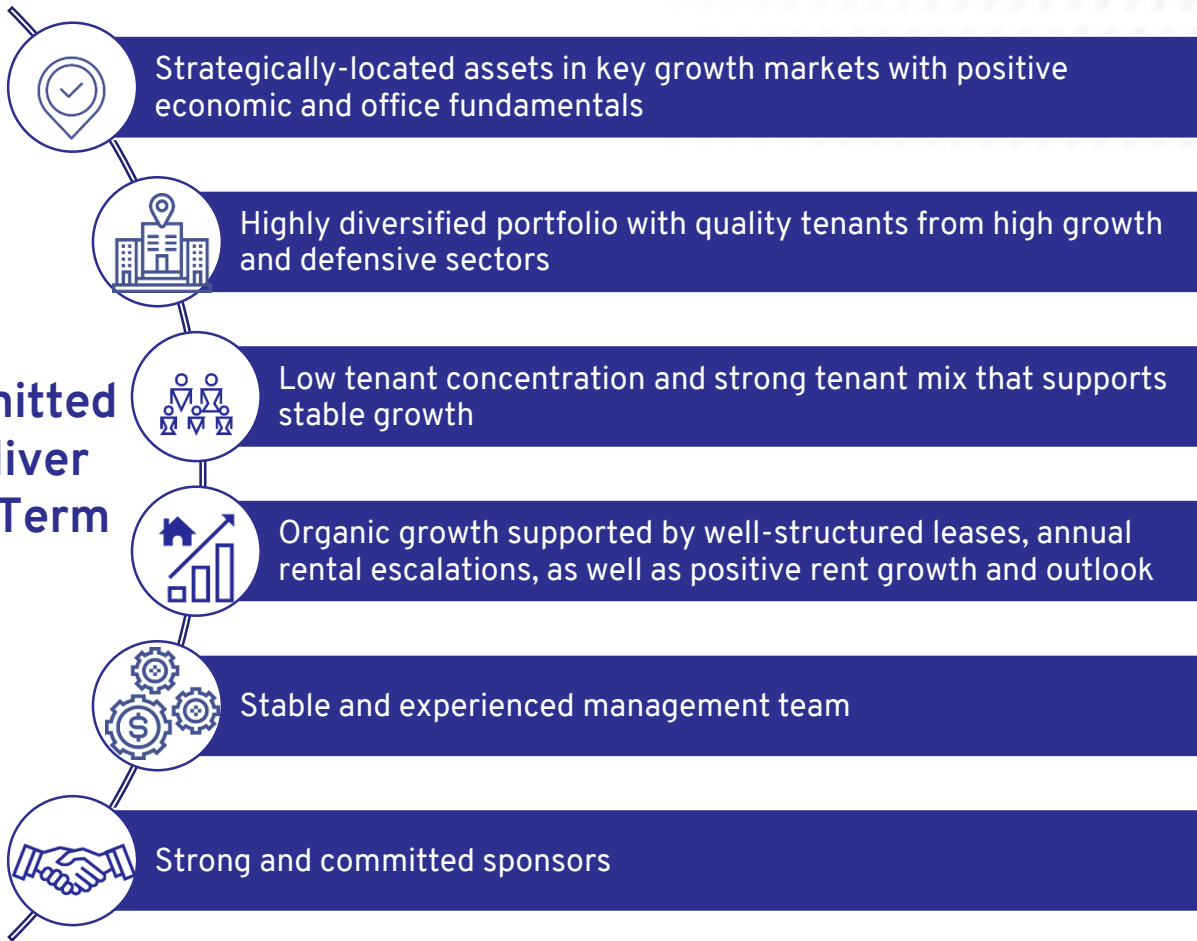 Strategically-located assets in key growth markets with positive
economic and office fundamentals
Highly diversified portfolio with quality tenants from high growth
and defensive sectors
Low tenant concentration and strong tenant mix that supports
stable growth
Term
Organic growth supported by well-structured leases, annual
rental escalations, as well as positive rent growth and outlook
$
Stable and experienced management team
Strong and committed sponsors